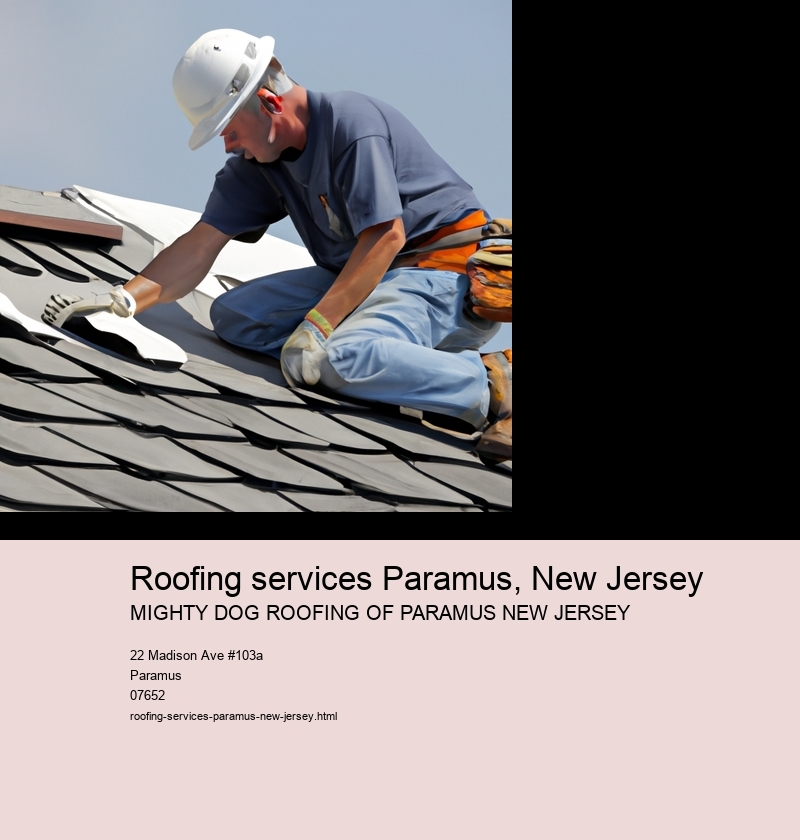 Roofing services Paramus, New Jersey
MIGHTY DOG ROOFING OF PARAMUS NEW JERSEY
22 Madison Ave #103a
Paramus
07652
roofing-services-paramus-new-jersey.html